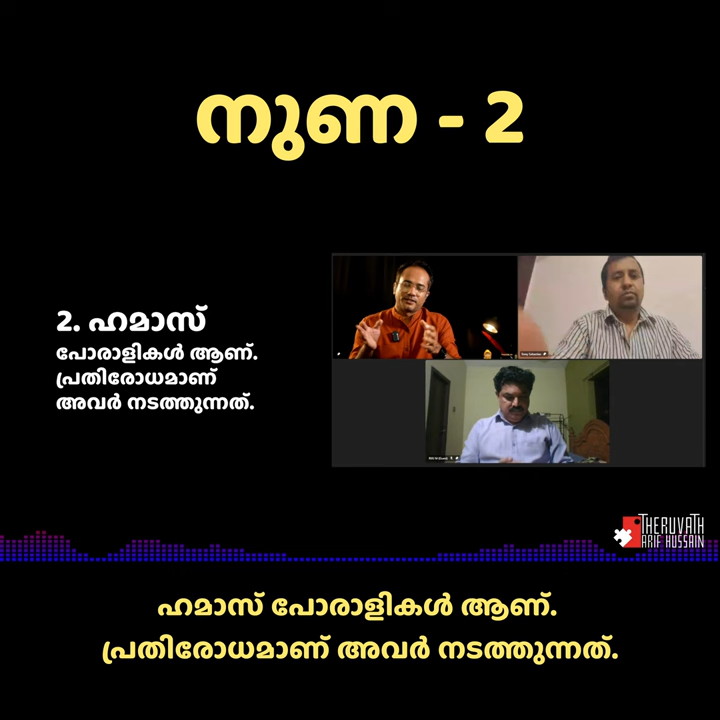 നുണ - 2
2. ഹമാസ്
പോരാളികൾ ആണ്.
പ്രതിരോധമാണ്
അവർ നടത്തുന്നത്.
THERUVATH
ARIF HUSSAIN
ഹമാസ് പോരാളികൾ ആണ്.
പ്രതിരോധമാണ് അവർ നടത്തുന്നത്.